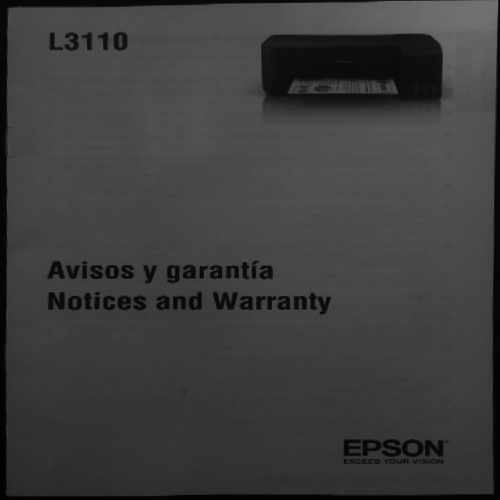 L3110
Avisos y garantía
Notices and Warranty
EPSON
EXCEED YOUR VISION